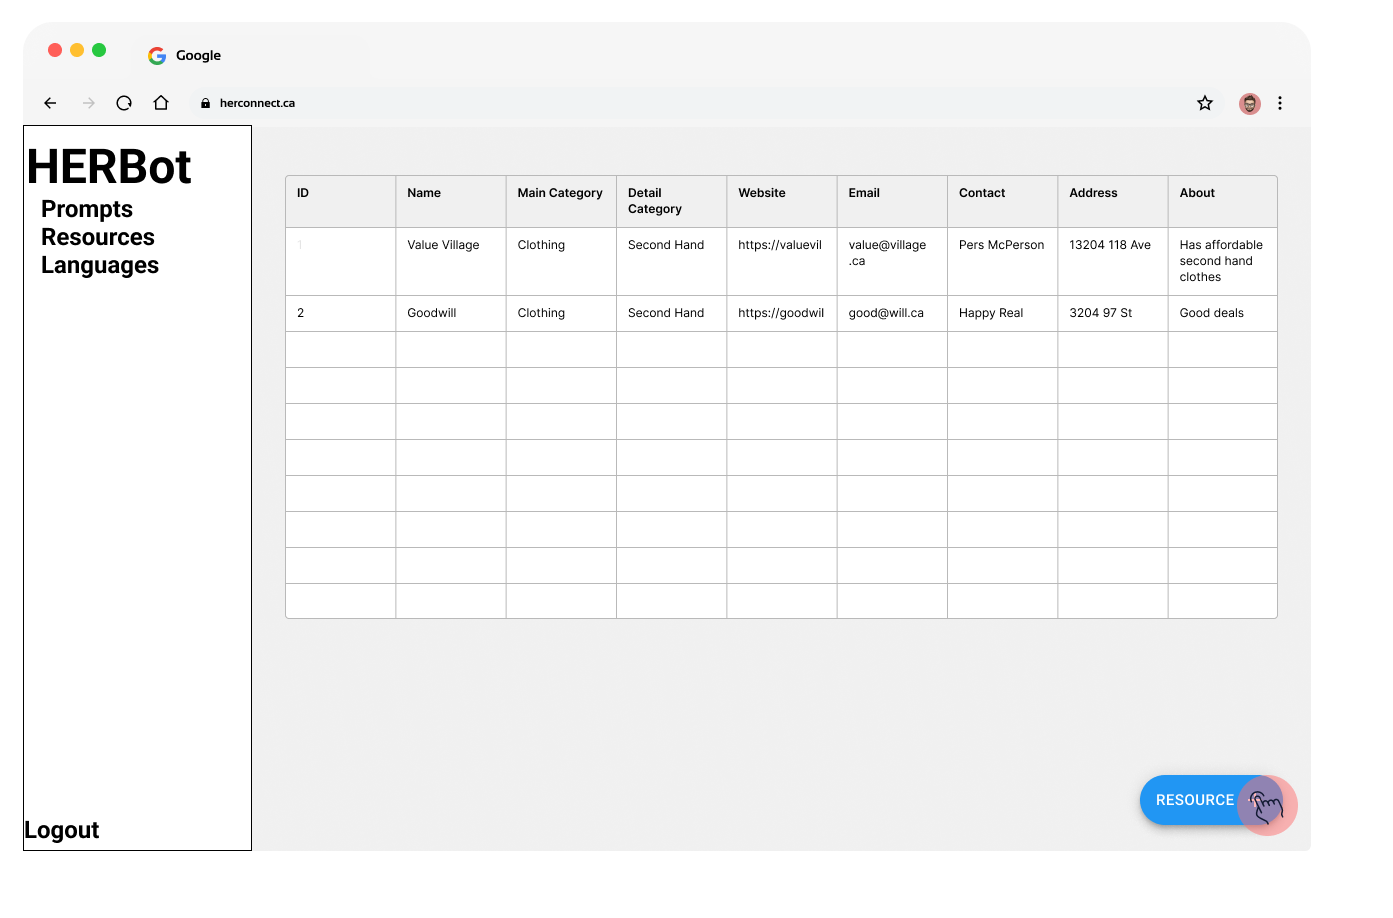 Google
herconnect.ca
HERBot
Prompts
Resources
Languages
Logout
ID Name Main Category Detail Category Website Email Contact Address About
1 Value Village Clothing Second Hand https://valuevil value@village.ca Pers McPerson 13204 118 Ave Has affordable second hand clothes
2 Goodwill Clothing Second Hand https://goodwil good@will.ca Happy Real 3204 97 St Good deals
RESOURCE